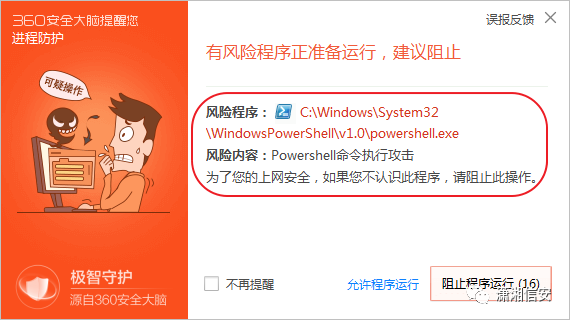 360安全大脑提醒您
进程防护
误报反馈
有风险程序正准备运行，建议阻止
可疑操作
风险程序： C:\Windows\System32
\WindowsPowerShell\v1.0\powershell.exe
风险内容：Powershell命令执行攻击
为了您的上网安全，如果您不认识此程序，请阻止此操作。
极智守护
源自360安全大脑
不再提醒
允许程序运行
阻止程序运行 (16)
潇湘信安